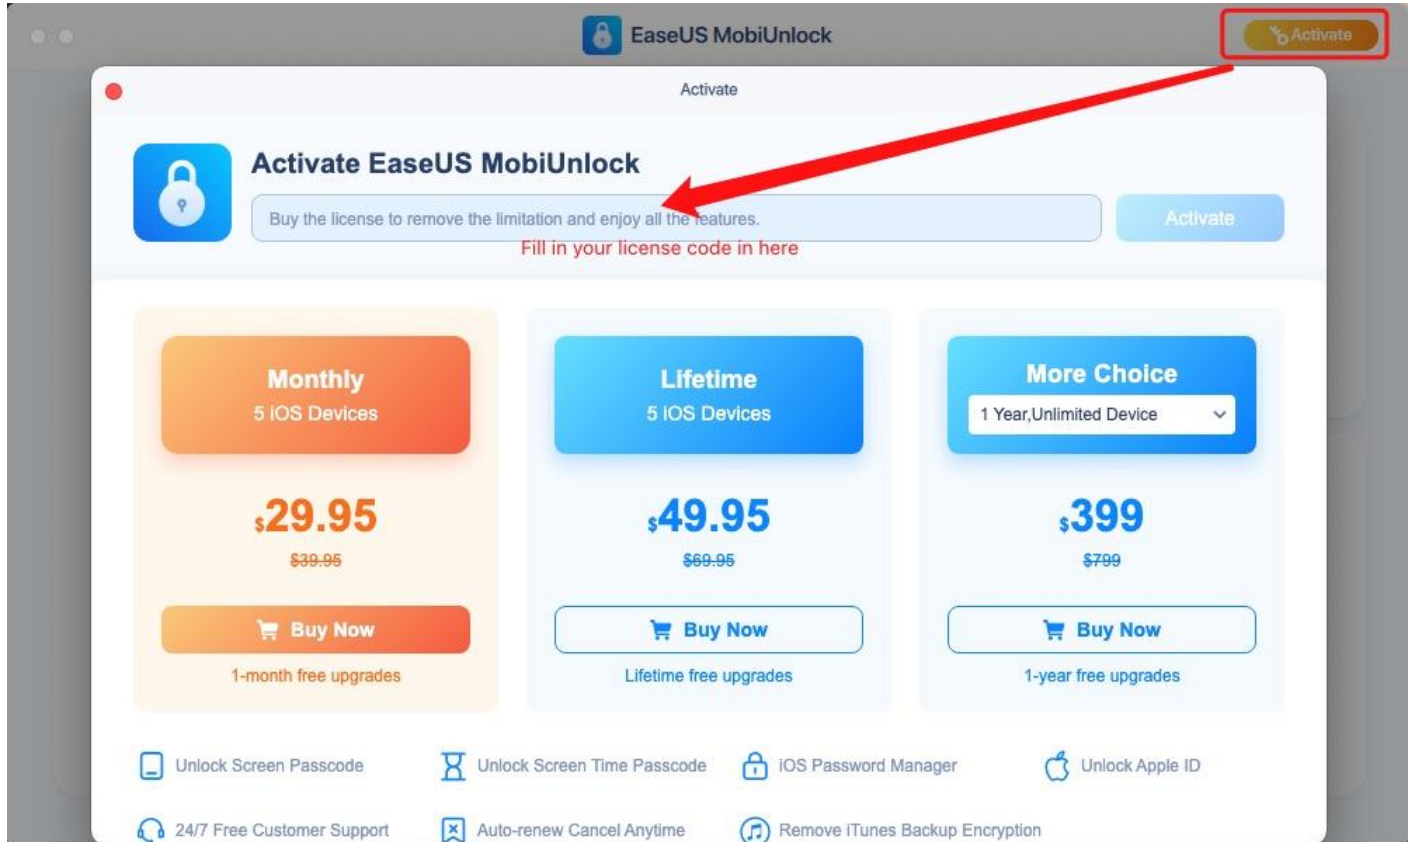 EaseUS MobiUnlock
Activate
Activate
Activate EaseUS MobiUnlock
Buy the license to remove the limitation and enjoy all the features.
Activate
Fill in your license code in here
Monthly
5 iOS Devices
$29.95
$39.95
Buy Now
1-month free upgrades
Lifetime
5 iOS Devices
$49.95
$69.95
Buy Now
Lifetime free upgrades
More Choice
1 Year,Unlimited Device
$399
$799
Buy Now
1-year free upgrades
Unlock Screen Passcode
Unlock Screen Time Passcode
iOS Password Manager
Unlock Apple ID
24/7 Free Customer Support
Auto-renew Cancel Anytime
Remove iTunes Backup Encryption